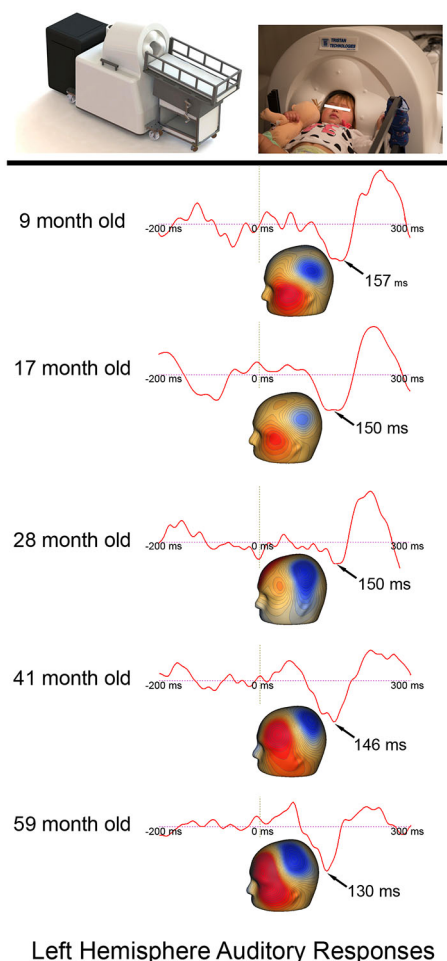 TRISTAN
TECHNOLOGIES
9 month old
-200 ms
0 ms
300 ms
157 ms
17 month old
-200 ms
0 ms
300 ms
150 ms
28 month old
-200 ms
0 ms
300 ms
150 ms
41 month old
-200 ms
0 ms
300 ms
146 ms
59 month old
-200 ms
0 ms
300 ms
130 ms
Left Hemisphere Auditory Responses